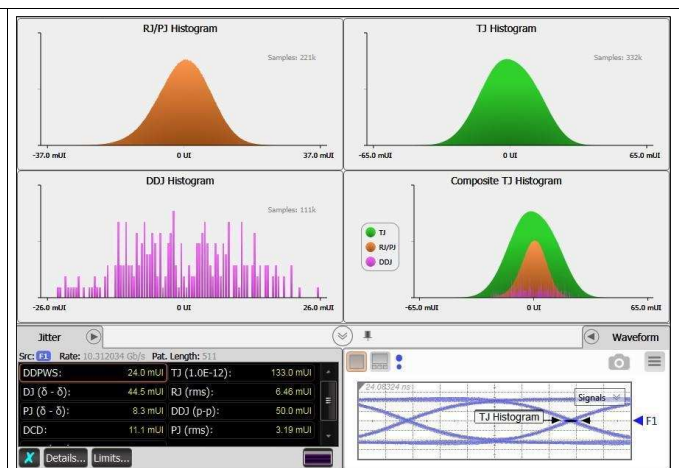 RJ/PJ Histogram
Samples: 221k
-37.0 mUI
0 UI
37.0 mUI
TJ Histogram
Samples: 332k
-65.0 mUI
0 UI
65.0 mUI
DDJ Histogram
Samples: 111k
-26.0 mUI
0 UI
26.0 mUI
Composite TJ Histogram
TJ
RJ/PJ
DDJ
-65.0 mUI
0 UI
65.0 mUI
Jitter
Waveform
Src: F1 Rate: 10.312034 Gb/s Pat. Length: 511
DDPWS: 24.0 mUI TJ (1.0E-12): 133.0 mUI
DJ (δ - δ): 44.5 mUI RJ (rms): 6.46 mUI
PJ (δ - δ): 8.3 mUI DDJ (p-p): 50.0 mUI
DCD: 11.1 mUI PJ (rms): 3.19 mUI
Details... Limits...
24.08324 ns
Signals
TJ Histogram
F1